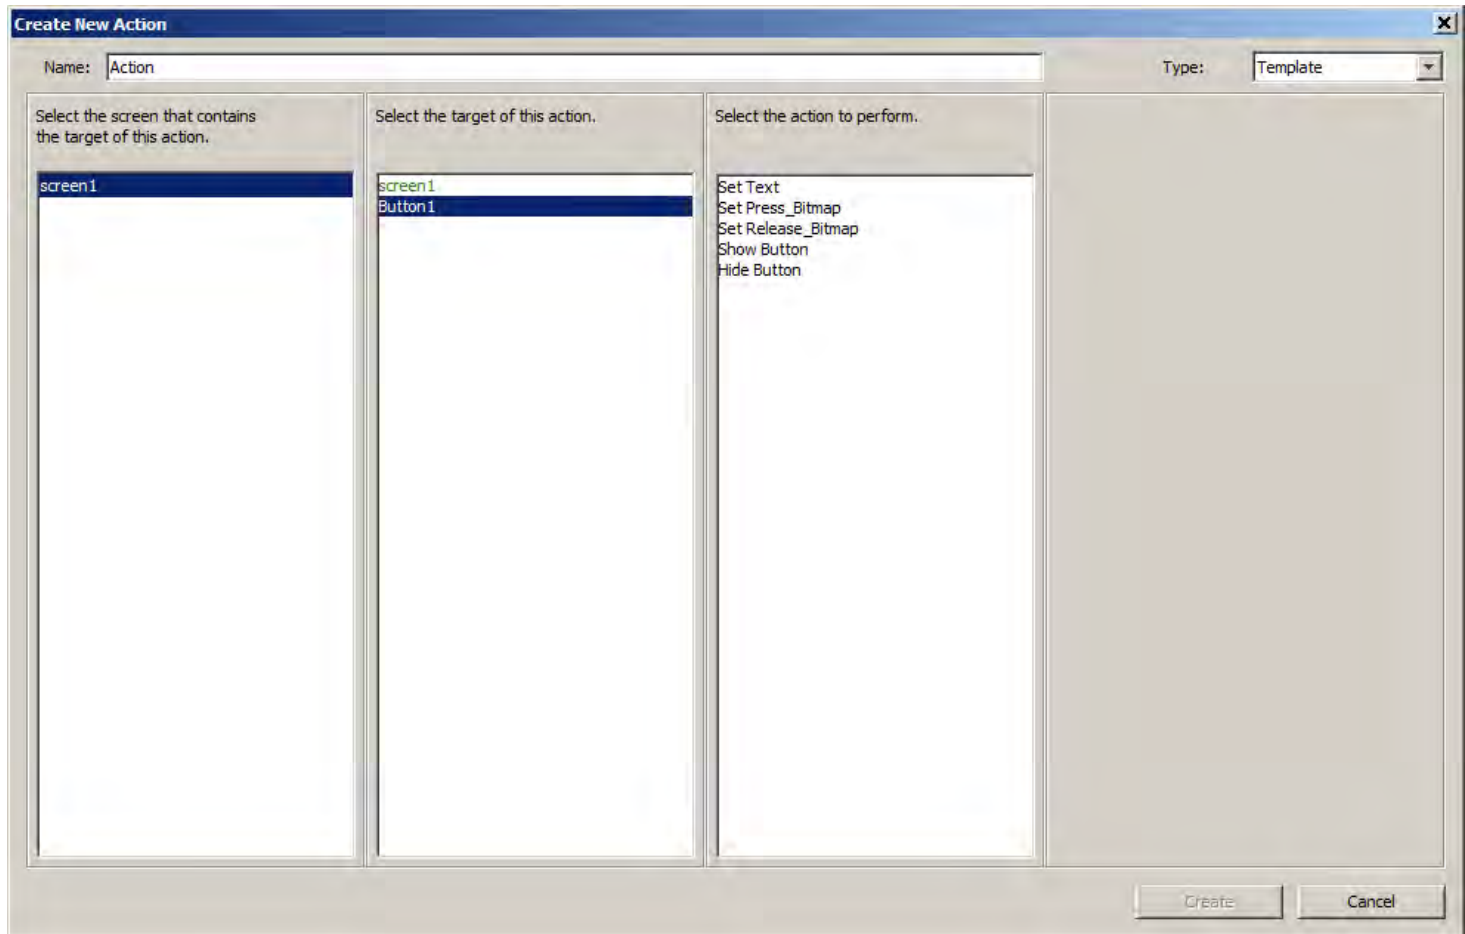 Create New Action
Name: Action
Type: Template
Select the screen that contains
the target of this action.
screen1
Select the target of this action.
screen1
Button1
Select the action to perform.
Set Text
Set Press_Bitmap
Set Release_Bitmap
Show Button
Hide Button
Create
Cancel